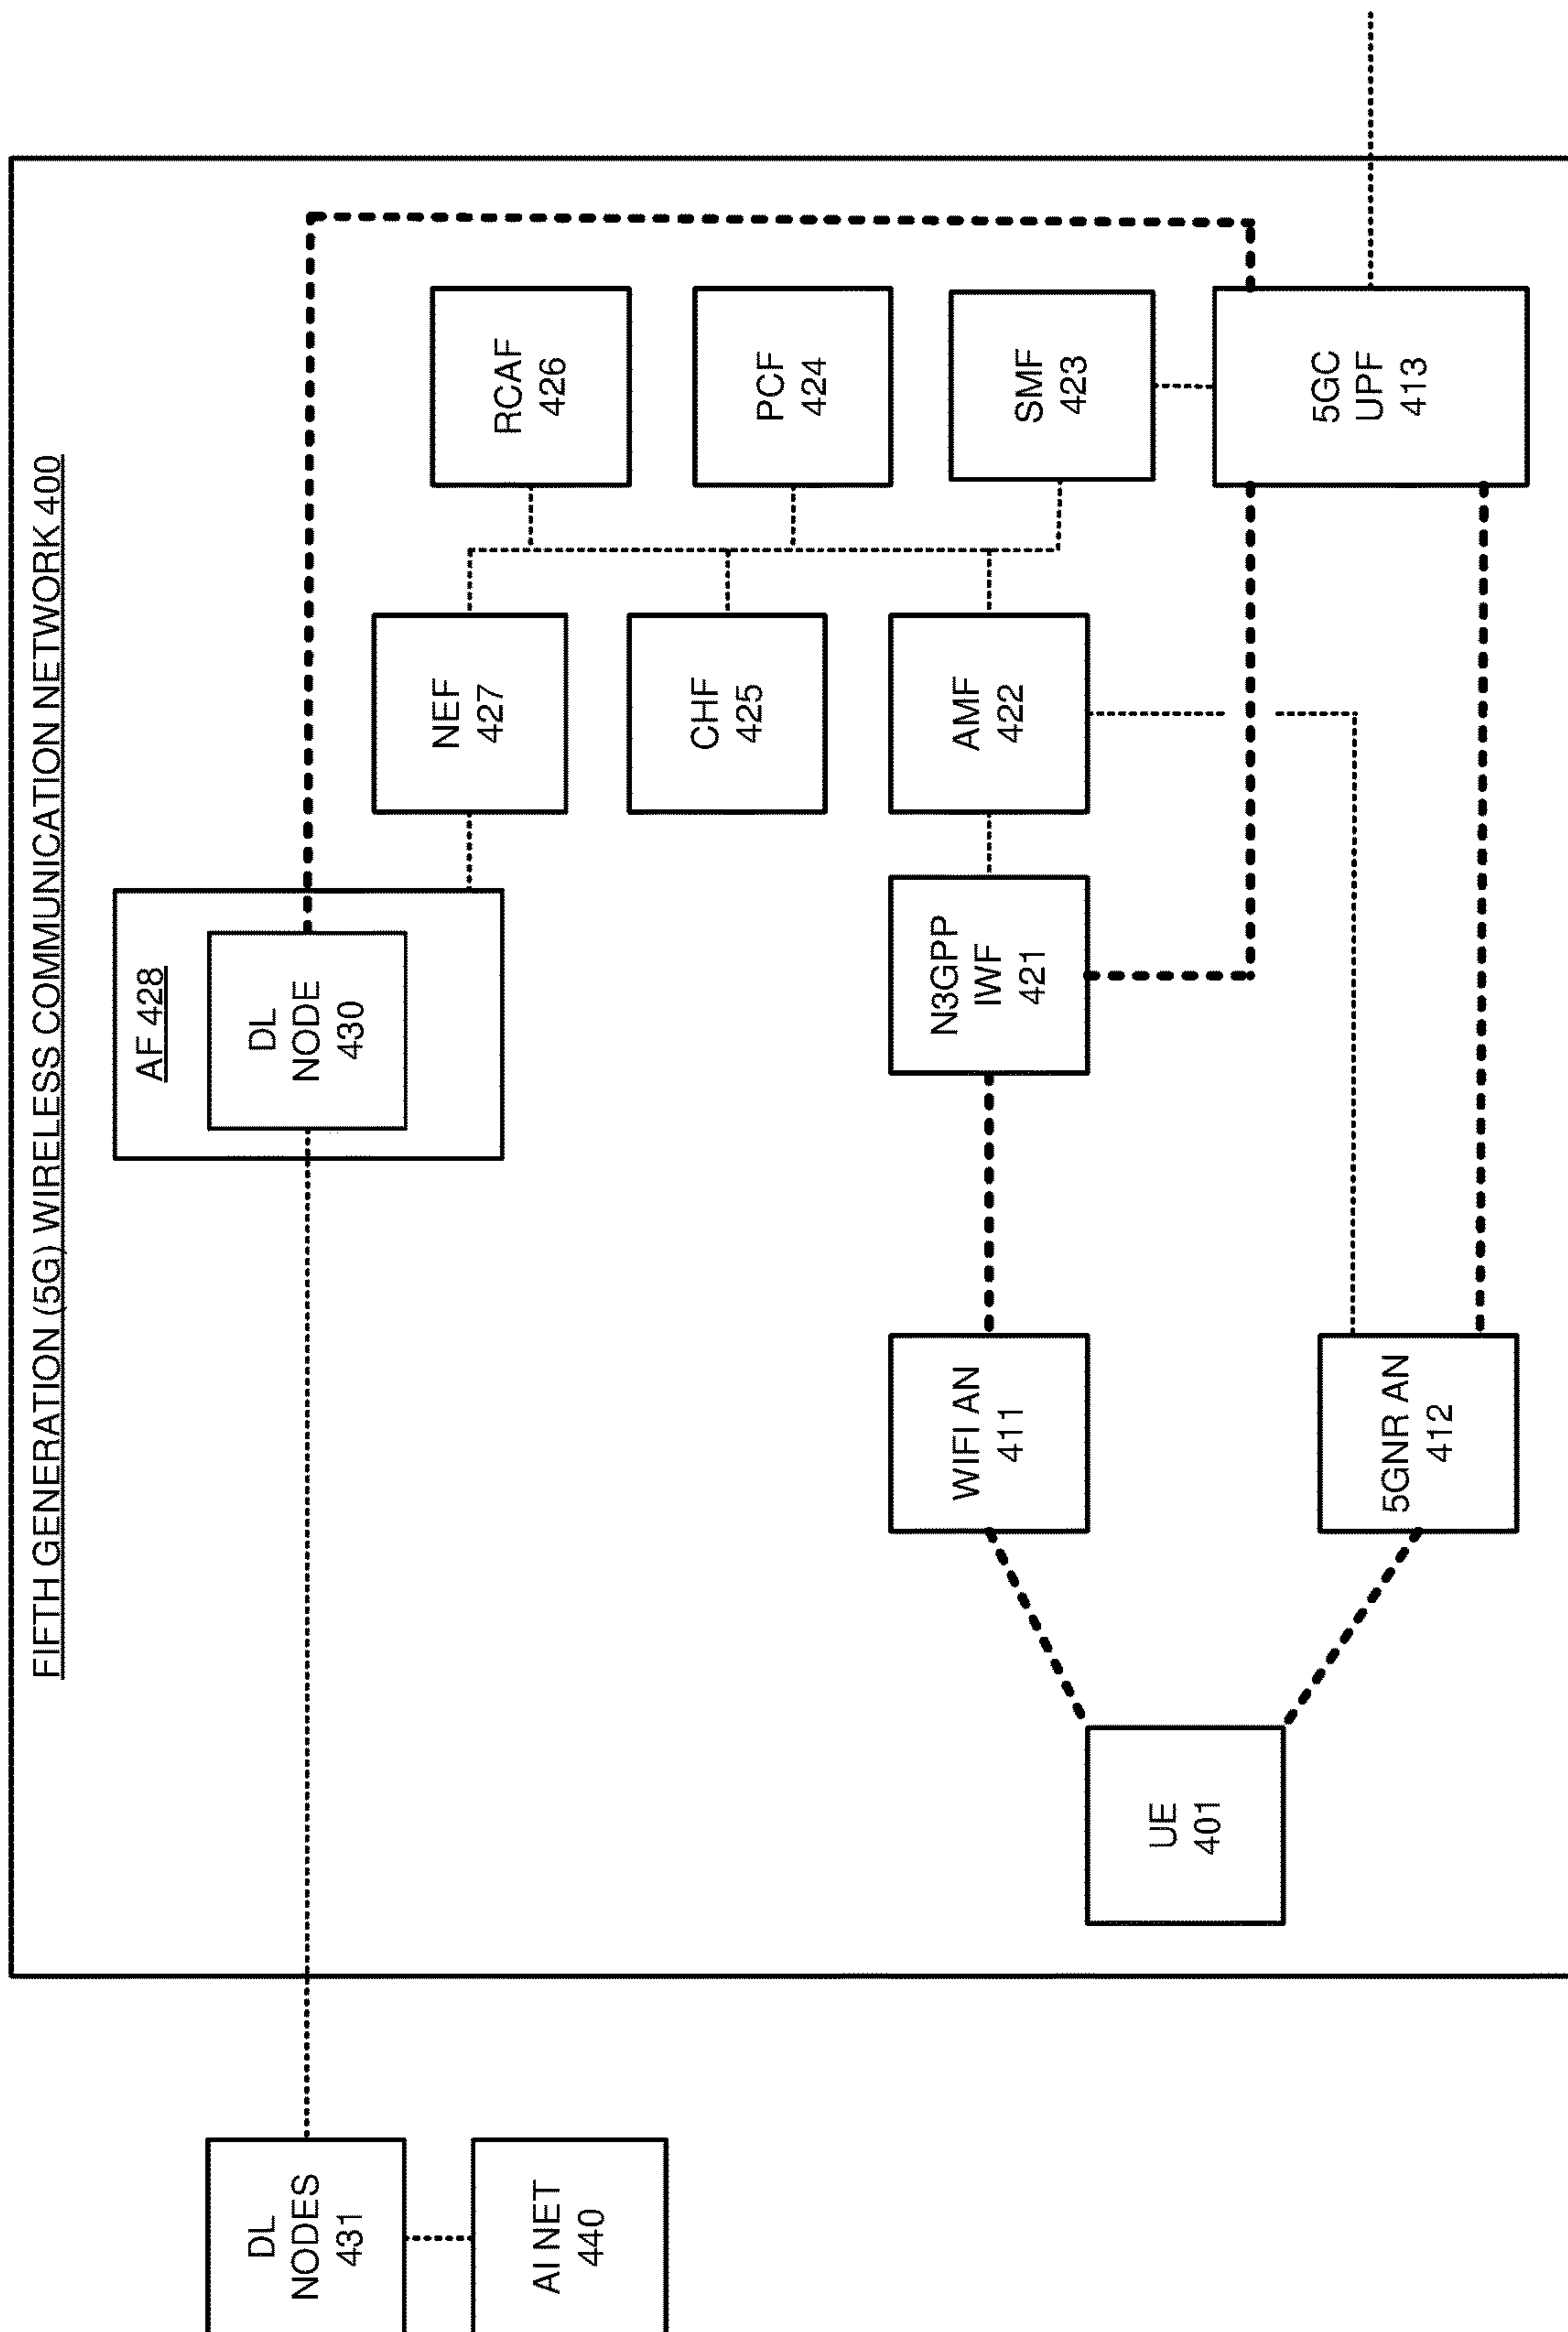 FIFTH GENERATION (5G) WIRELESS COMMUNICATION NETWORK 400
DL
NODES
431
AI NET
440
AF 428
DL
NODE
430
NEF
427
RCAF
426
CHF
425
PCF
424
UE
401
WIFI AN
411
N3GPP
IWF
421
AMF
422
SMF
423
5GNR AN
412
5GC
UPF
413